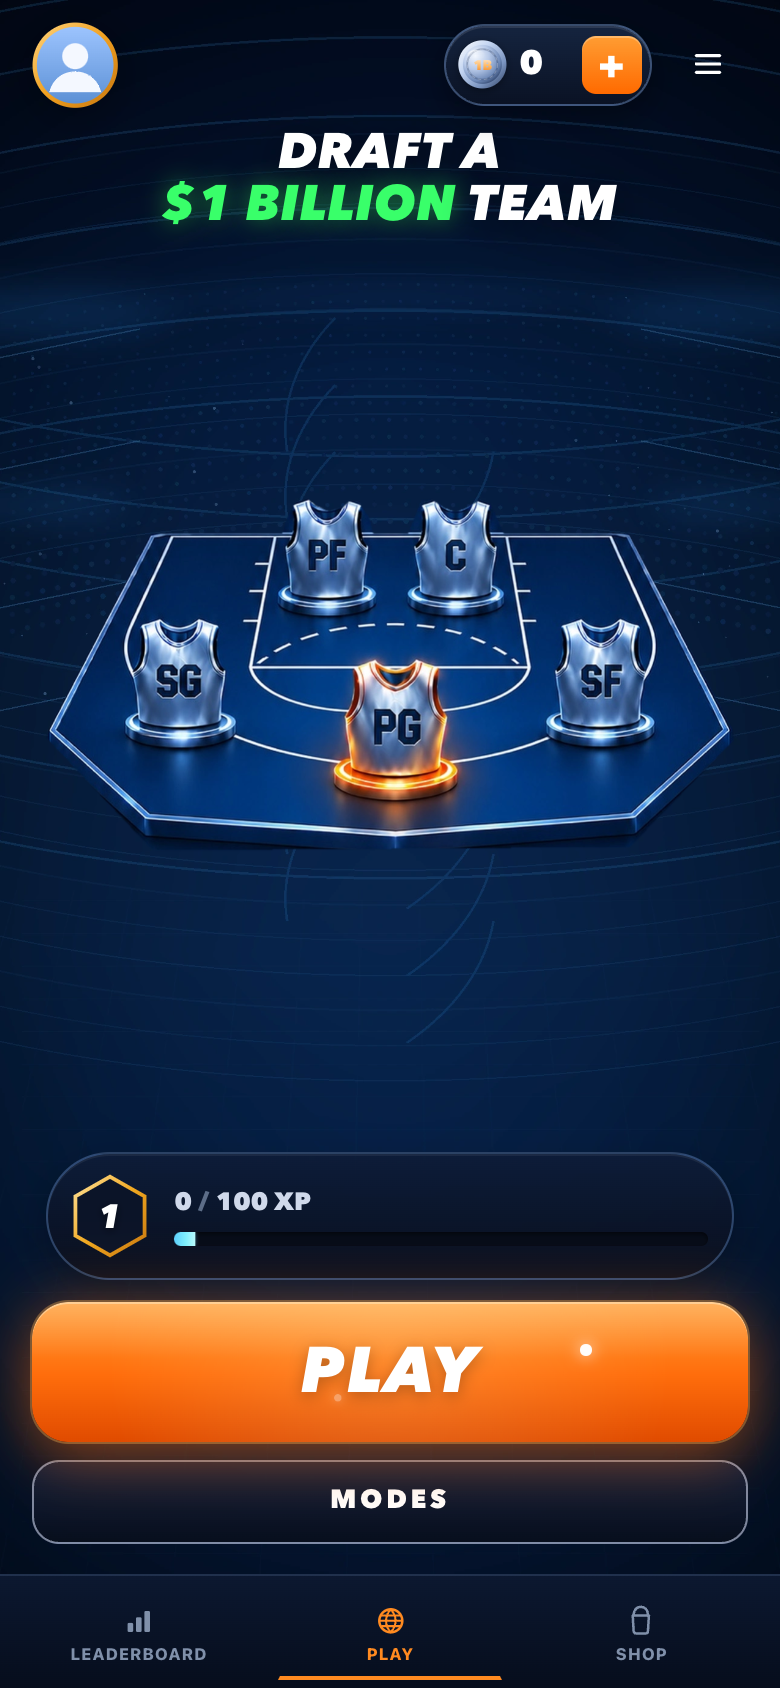 0
DRAFT A
$1 BILLION TEAM
PF
C
SG
SF
PG
1
0 / 100 XP
PLAY
MODES
LEADERBOARD
PLAY
SHOP